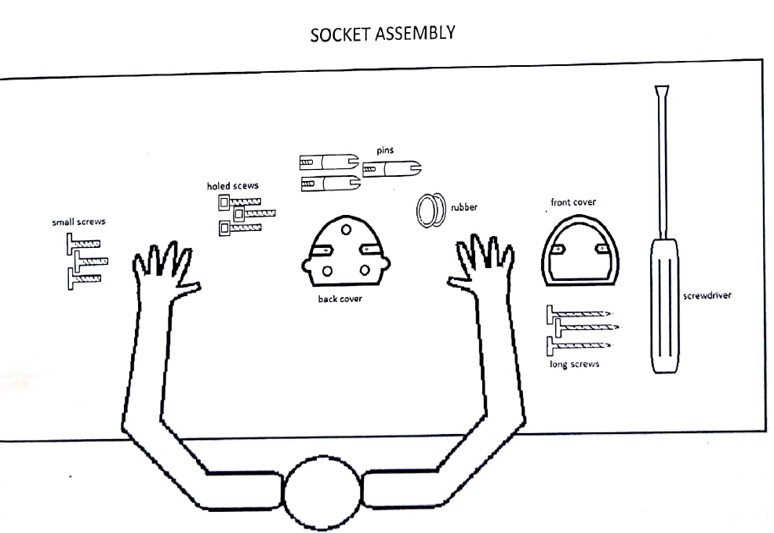 SOCKET ASSEMBLY
pins
holed scews
rubber
front cover
small screws
back cover
screwdriver
long screws